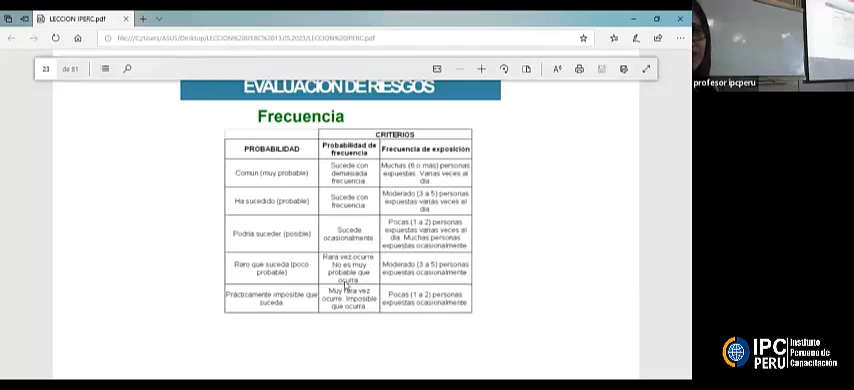 LECCION IPERC.pdf
file:///C:/Users/ASUS/Desktop/LECCION%20IPERC%2013.05.2023/LECCION%20IPERC.pdf
23 de 81
EVALUACION DE RIESGOS
Frecuencia
CRITERIOS
PROBABILIDAD
Probabilidad de
frecuencia
Frecuencia de exposición
Comun (muy probable)
Sucede con
demasiada
frecuencia
Muchas (6 o más) personas
expuestas. Varias veces al
dia
Ha sucedido (probable)
Sucede con
frecuencia
Moderado (3 a 5) personas
expuestas varias veces al
dia
Podria suceder (posible)
Sucede
ocasionalmente
Pocas (1 a 2) personas
expuestas varias veces al
dia. Muchas personas
expuestas ocasionalmente
Raro que suceda (poco
probable)
Rara vez ocurre.
No es muy
probable que
ocurra
Moderado (3 a 5) personas
expuestas ocasionalmente
Prácticamente imposible que
suceda
Muy rara vez
ocurre. Imposible
que ocurra
Pocas (1 a 2) personas
expuestas ocasionalmente
profesor ipcperu
IPC
PERU
Instituto
Peruano de
Capacitación